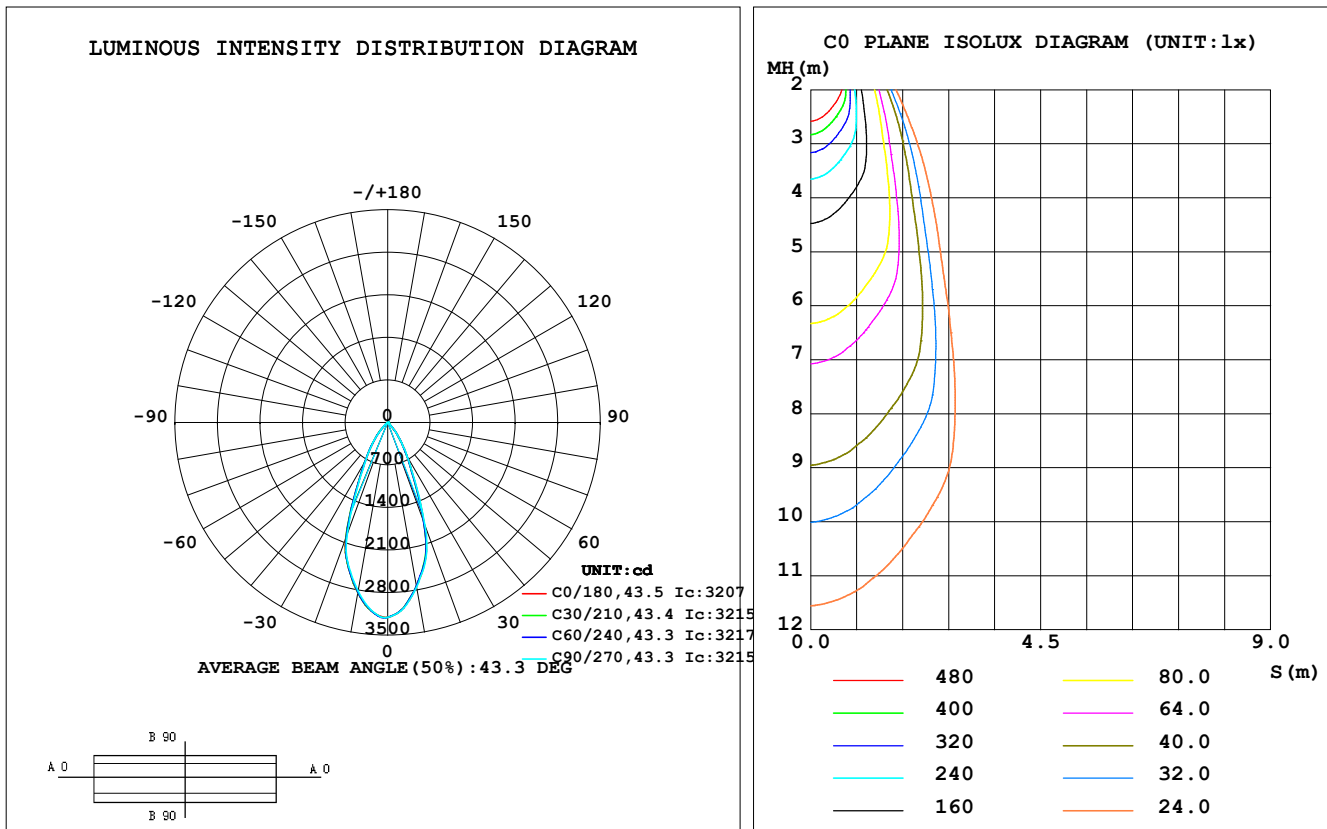 LUMINOUS INTENSITY DISTRIBUTION DIAGRAM
-/+180
-150
150
-120
120
-90
0
90
700
1400
-60
2100
60
UNIT:cd
2800
C0/180,43.5 Ic:3207
-30
30
C30/210,43.4 Ic:3215
3500
C60/240,43.3 Ic:3217
0
C90/270,43.3 Ic:3215
AVERAGE BEAM ANGLE(50%):43.3 DEG
B 90
A 0
A 0
B 90
C0 PLANE ISOLUX DIAGRAM (UNIT:lx)
MH(m)
2
3
4
5
6
7
8
9
10
11
12
0.0 4.5 9.0
S(m)
480 80.0
400 64.0
320 40.0
240 32.0
160 24.0